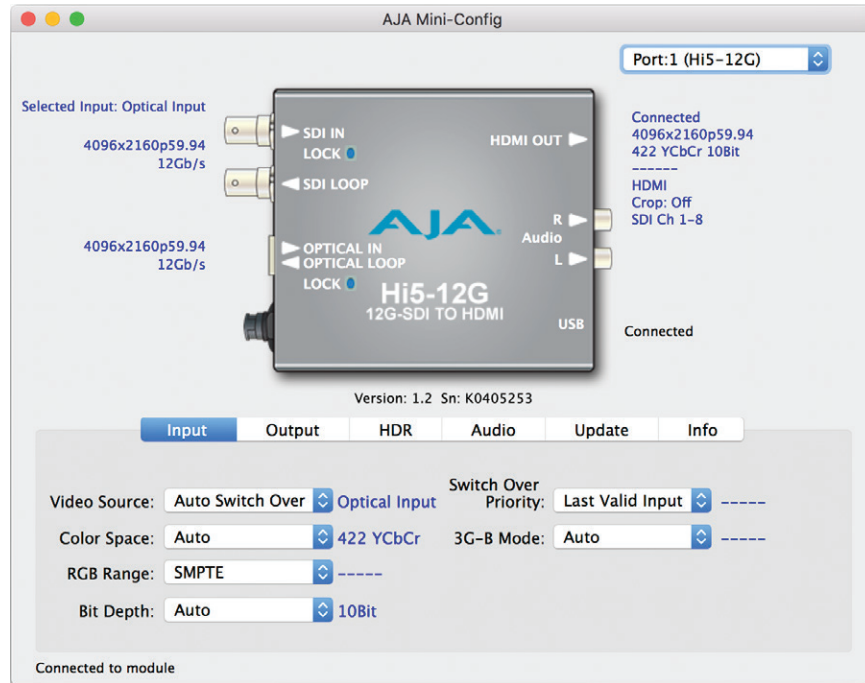 AJA Mini-Config
Port:1 (Hi5-12G)
Selected Input: Optical Input
4096x2160p59.94
12Gb/s
4096x2160p59.94
12Gb/s
SDI IN
LOCK
SDI LOOP
HDMI OUT
AJA
R
Audio
L
OPTICAL IN
OPTICAL LOOP
LOCK
Hi5-12G
12G-SDI TO HDMI
USB
Connected
4096x2160p59.94
422 YCbCr 10Bit
------
HDMI
Crop: Off
SDI Ch 1-8
Connected
Version: 1.2 Sn: K0405253
Input Output HDR Audio Update Info
Video Source: Auto Switch Over Optical Input
Color Space: Auto 422 YCbCr
RGB Range: SMPTE -----
Bit Depth: Auto 10Bit
Switch Over
Priority: Last Valid Input -----
3G-B Mode: Auto -----
Connected to module